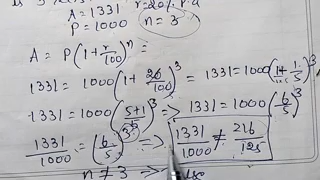 A = 1331 r = 20% P.a
P = 1000 n = 3
A = P(1 + r/100)^n =
1331 = 1000(1 + 20/100)^3 = 1331 = 1000(1 + 1/5)^3
1331 = 1000(5+1/5)^3 => 1331 = 1000(6/5)^3
1331/1000 = (6/5)^3 => 1331/1000 ≠ 216/125
n ≠ 3 =>